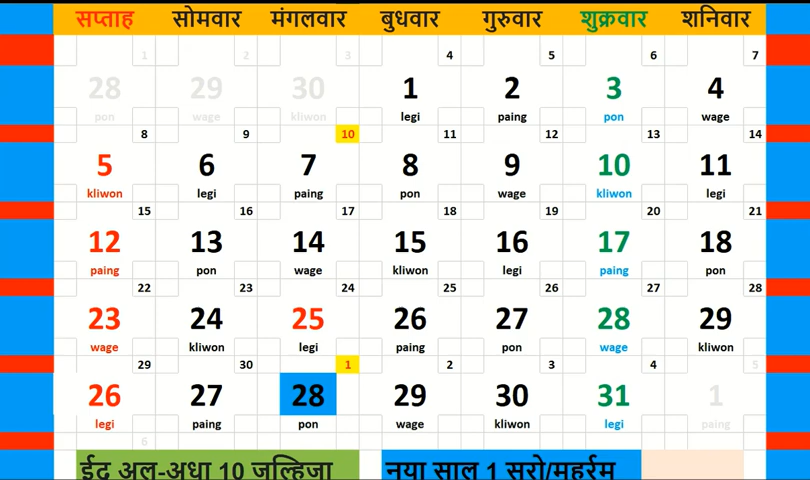 सप्ताह सोमवार मंगलवार बुधवार गुरुवार शुक्रवार शनिवार
1 2 3 4 5 6 7
28 29 30 1 2 3 4
pon wage kliwon legi paing pon wage
8 9 10 11 12 13 14
5 6 7 8 9 10 11
kliwon legi paing pon wage kliwon legi
15 16 17 18 19 20 21
12 13 14 15 16 17 18
paing pon wage kliwon legi paing pon
22 23 24 25 26 27 28
23 24 25 26 27 28 29
wage kliwon legi paing pon wage kliwon
29 30 1 2 3 4 5
26 27 28 29 30 31 1
legi paing pon wage kliwon legi paing
6
ईद अल-अधा 10 जुल्हिजा नया साल 1 सुरो/मुहर्रम